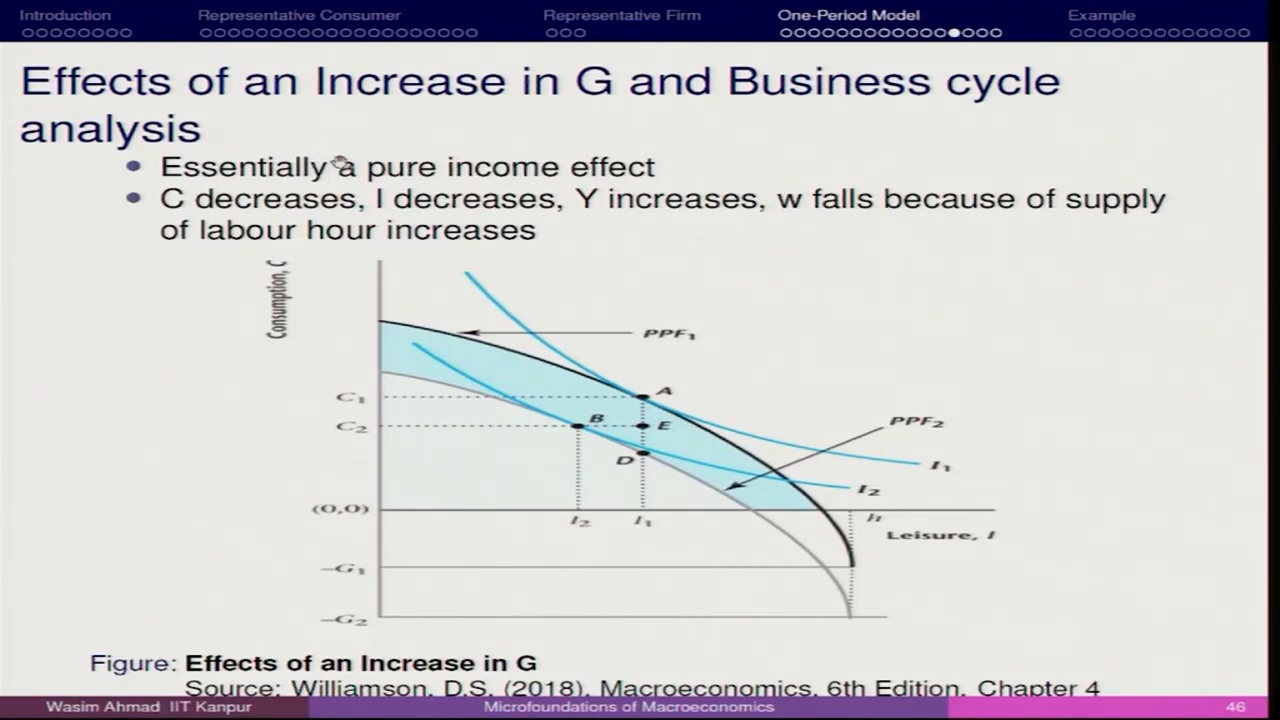 Introduction Representative Consumer Representative Firm One-Period Model Example
Effects of an Increase in G and Business cycle
analysis
Essentially a pure income effect
C decreases, l decreases, Y increases, w falls because of supply
of labour hour increases
Consumption, C
PPF1
C1
A
C2
B
E
PPF2
D
I1
I2
(0,0)
l2
l1
h
Leisure, l
–G1
–G2
Figure: Effects of an Increase in G
Source: Williamson, D.S. (2018), Macroeconomics, 6th Edition, Chapter 4
Wasim Ahmad IIT Kanpur Microfoundations of Macroeconomics 46